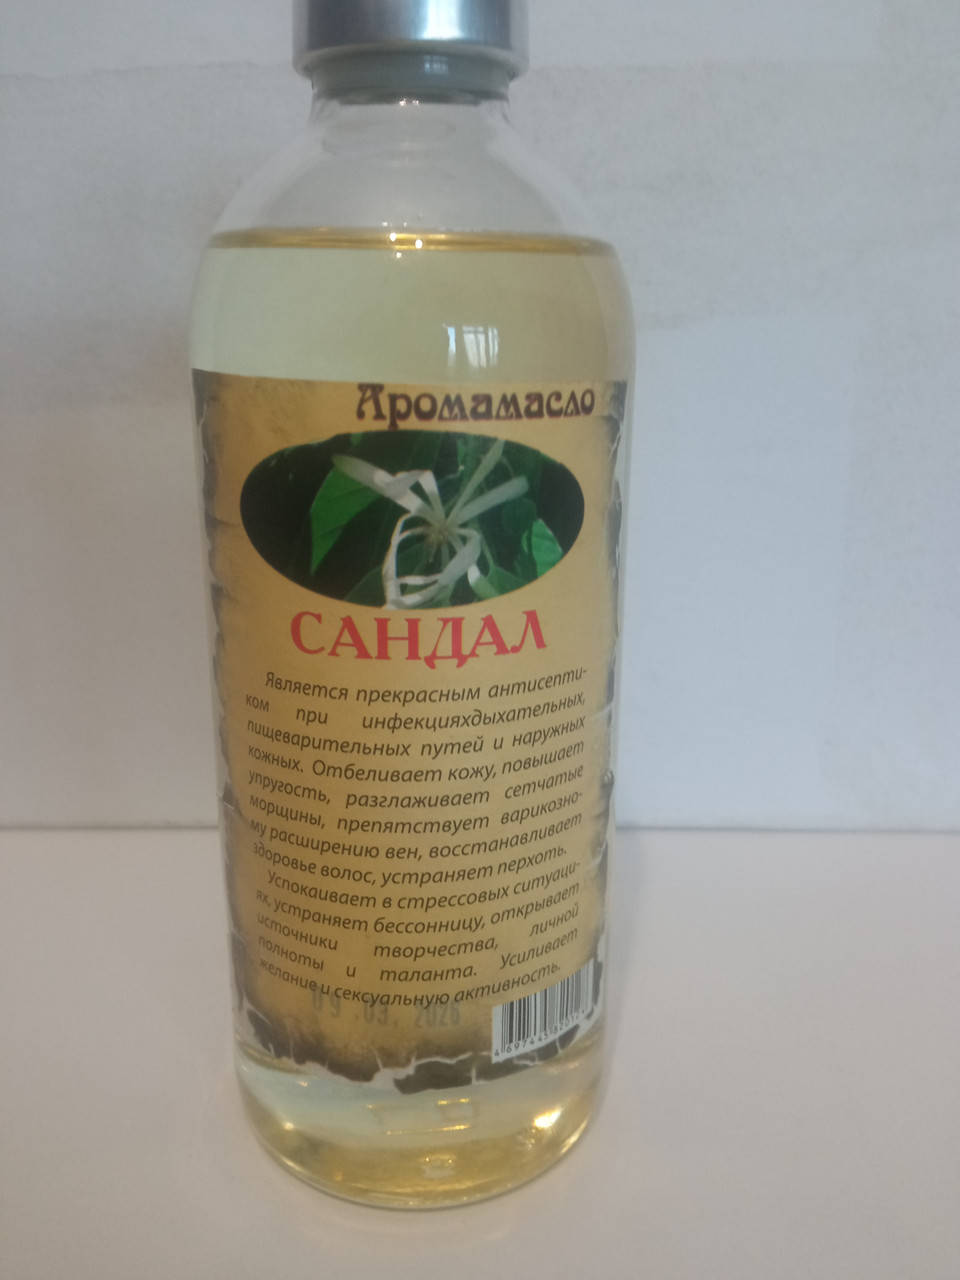 Аромамасло
САНДАЛ
Является прекрасным антисепти-
ком при инфекцияхдыхательных,
пищеварительных путей и наружных
кожных. Отбеливает кожу, повышает
упругость, разглаживает сетчатые
морщины, препятствует варикозно-
му расширению вен, восстанавливает
здоровье волос, устраняет перхоть.
Успокаивает в стрессовых ситуаци-
ях, устраняет бессонницу, открывает
источники творчества, личной
полноты и таланта. Усиливает
желание и сексуальную активность.
09.03.2026